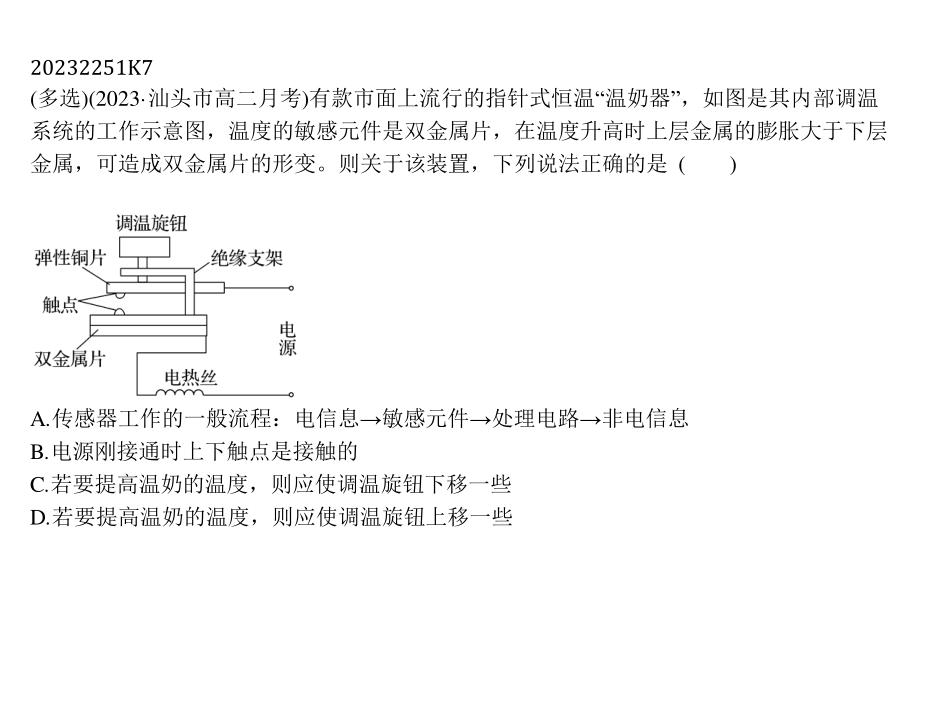 20232251K7
(多选)(2023·汕头市高二月考)有款市面上流行的指针式恒温“温奶器”，如图是其内部调温
系统的工作示意图，温度的敏感元件是双金属片，在温度升高时上层金属的膨胀大于下层
金属，可造成双金属片的形变。则关于该装置，下列说法正确的是 (　　)
调温旋钮
弹性铜片
绝缘支架
触点
电
源
双金属片
电热丝
A.传感器工作的一般流程：电信息→敏感元件→处理电路→非电信息
B.电源刚接通时上下触点是接触的
C.若要提高温奶的温度，则应使调温旋钮下移一些
D.若要提高温奶的温度，则应使调温旋钮上移一些